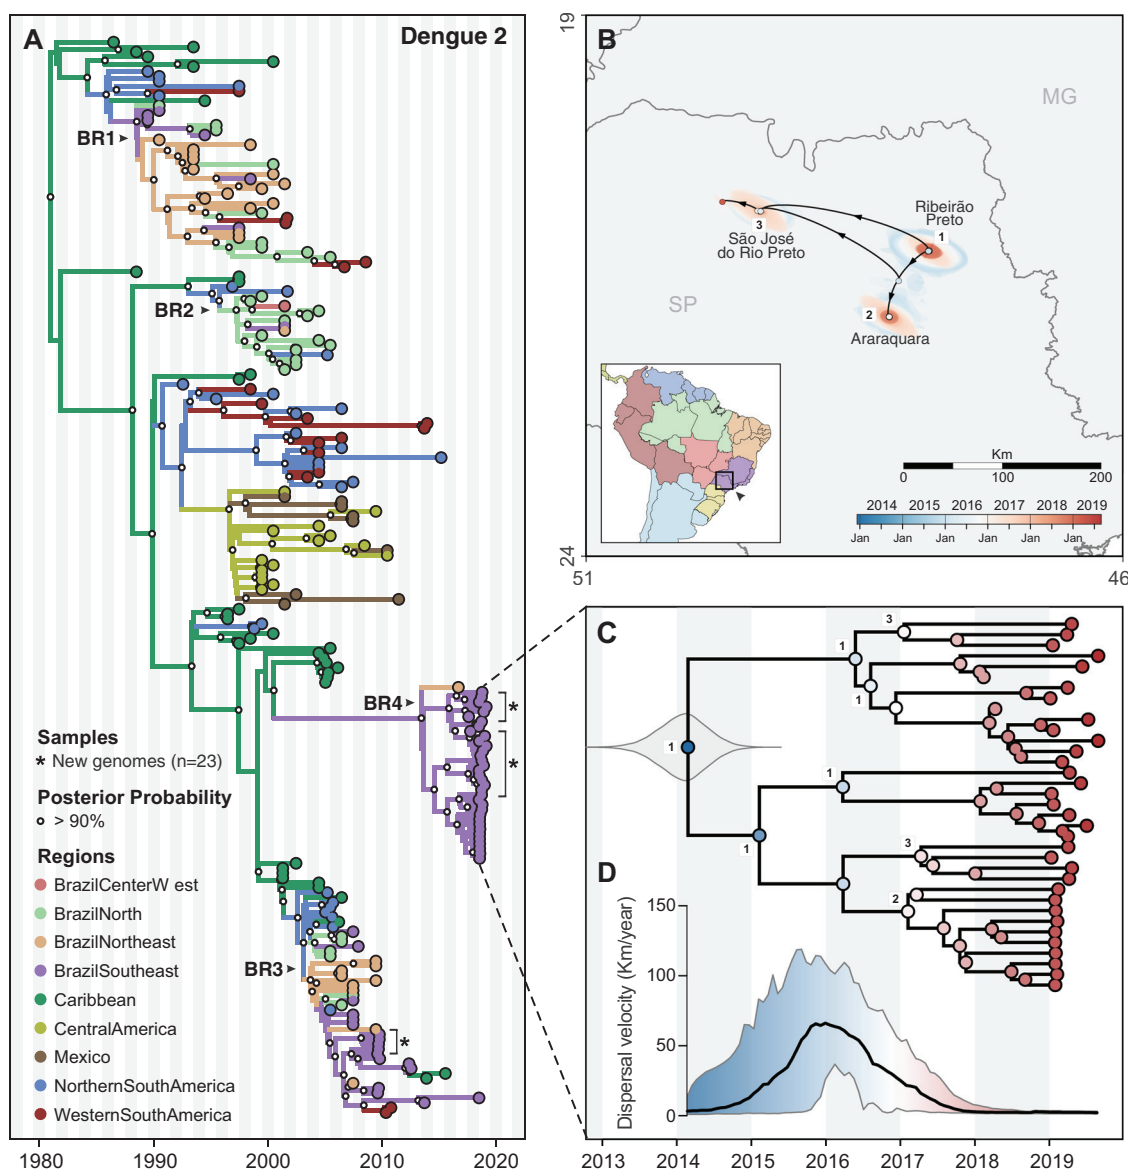 A
Dengue 2
BR1
BR2
BR4
BR3
*
*
*
Samples
* New genomes (n=23)
Posterior Probability
> 90%
Regions
BrazilCenterW est
BrazilNorth
BrazilNortheast
BrazilSoutheast
Caribbean
CentralAmerica
Mexico
NorthernSouthAmerica
WesternSouthAmerica
1980
1990
2000
2010
2020
B
19
24
51
46
MG
SP
Ribeirão
Preto
1
3
São José
do Rio Preto
2
Araraquara
Km
0
100
200
2014 2015 2016 2017 2018 2019
Jan Jan Jan Jan Jan Jan
C
3
1
1
1
1
1
3
2
D
Dispersal velocity (Km/year)
150
100
50
0
2013
2014
2015
2016
2017
2018
2019